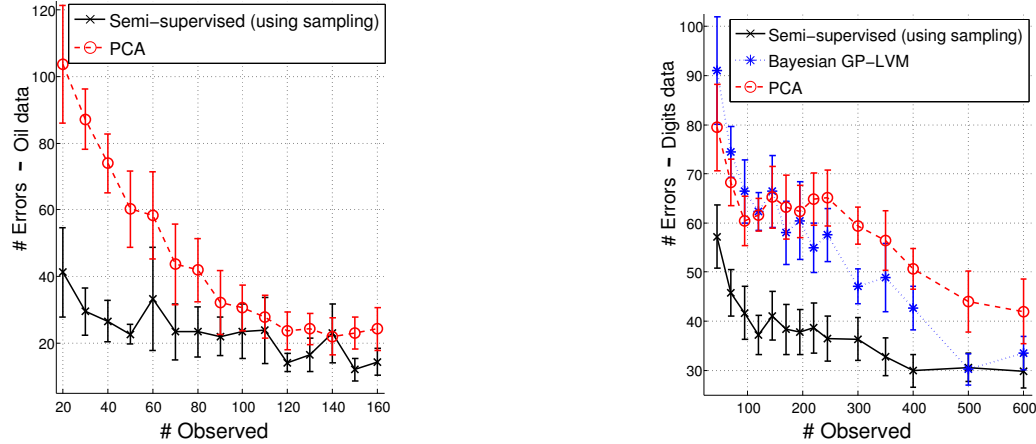 Semi-supervised (using sampling)
PCA
# Errors - Oil data
120
100
80
60
40
20
20 40 60 80 100 120 140 160
# Observed
Semi-supervised (using sampling)
Bayesian GP-LVM
PCA
# Errors - Digits data
100
90
80
70
60
50
40
30
100 200 300 400 500 600
# Observed